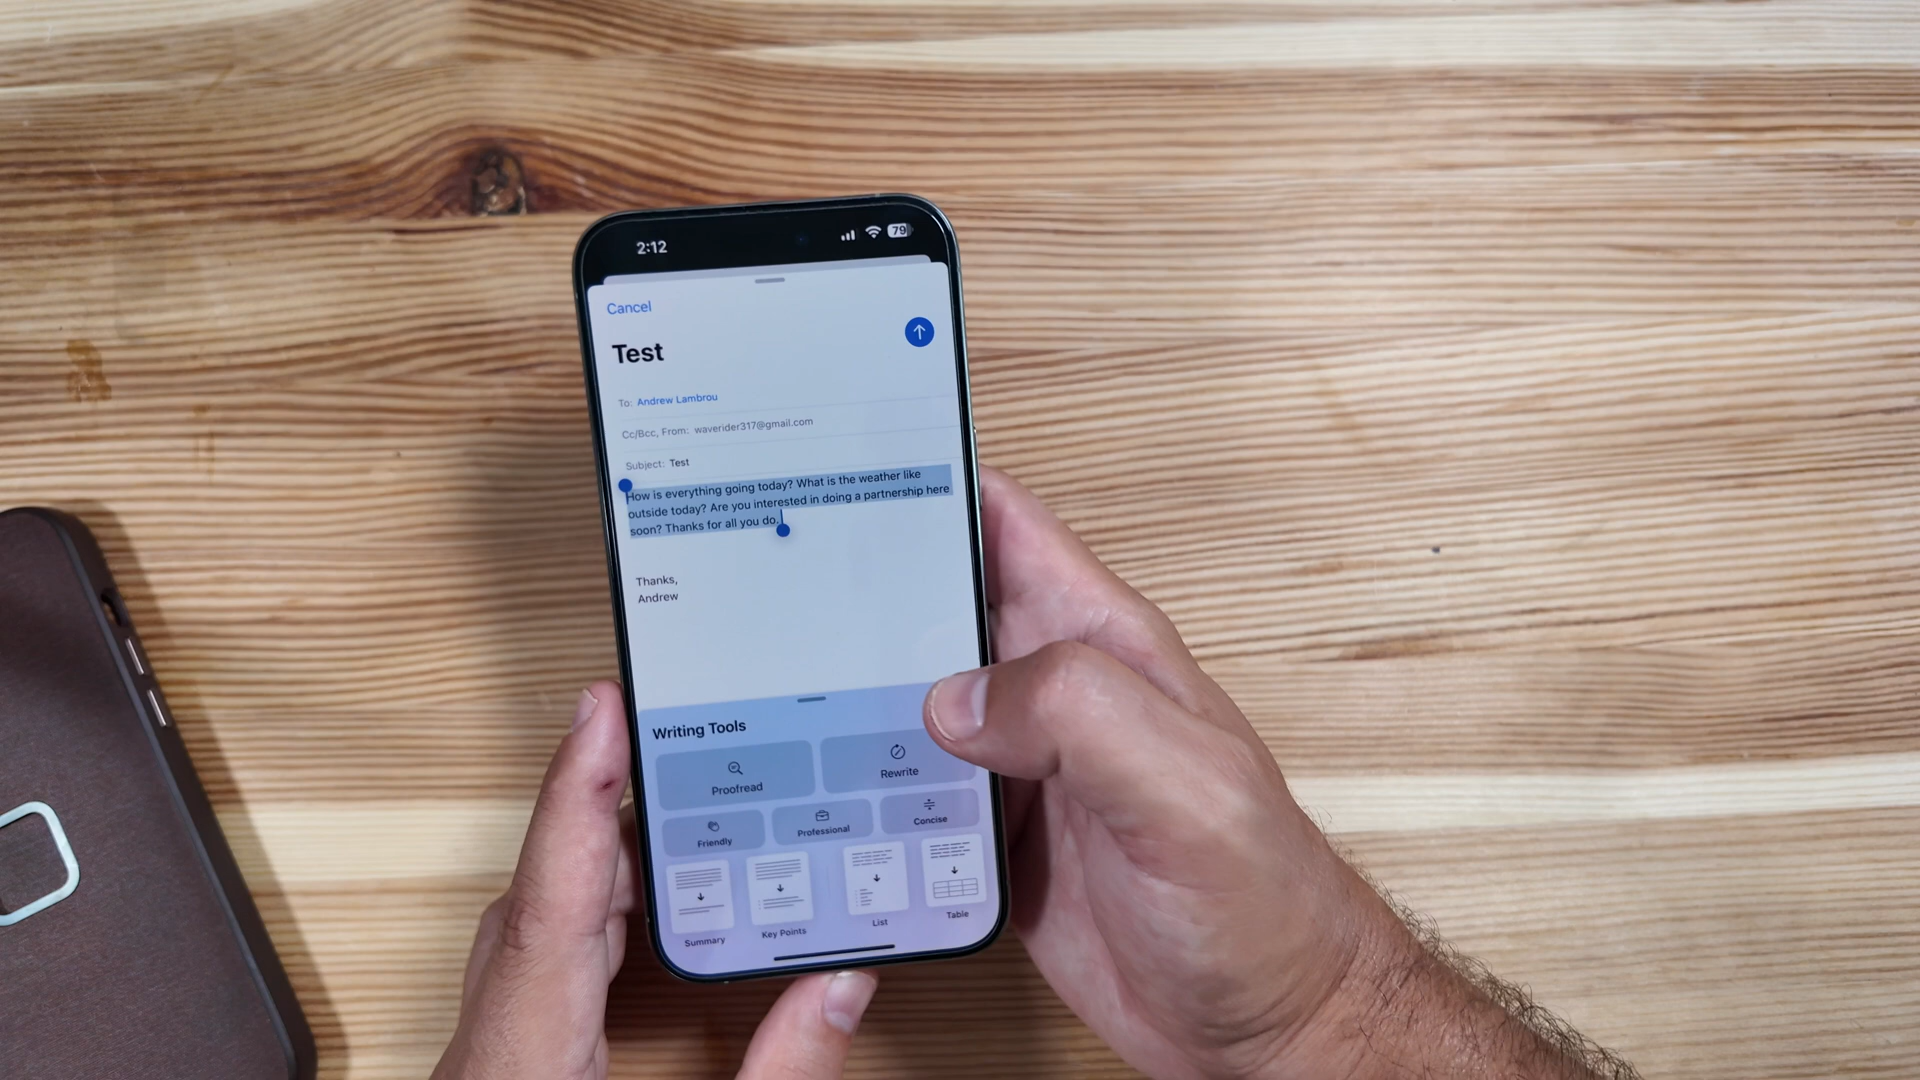 2:12
79
Cancel
Test
To: Andrew Lambrou
Cc/Bcc, From: waverider317@gmail.com
Subject: Test
How is everything going today? What is the weather like
outside today? Are you interested in doing a partnership here
soon? Thanks for all you do.
Thanks,
Andrew
Writing Tools
Proofread
Rewrite
Friendly
Professional
Concise
Summary
Key Points
List
Table